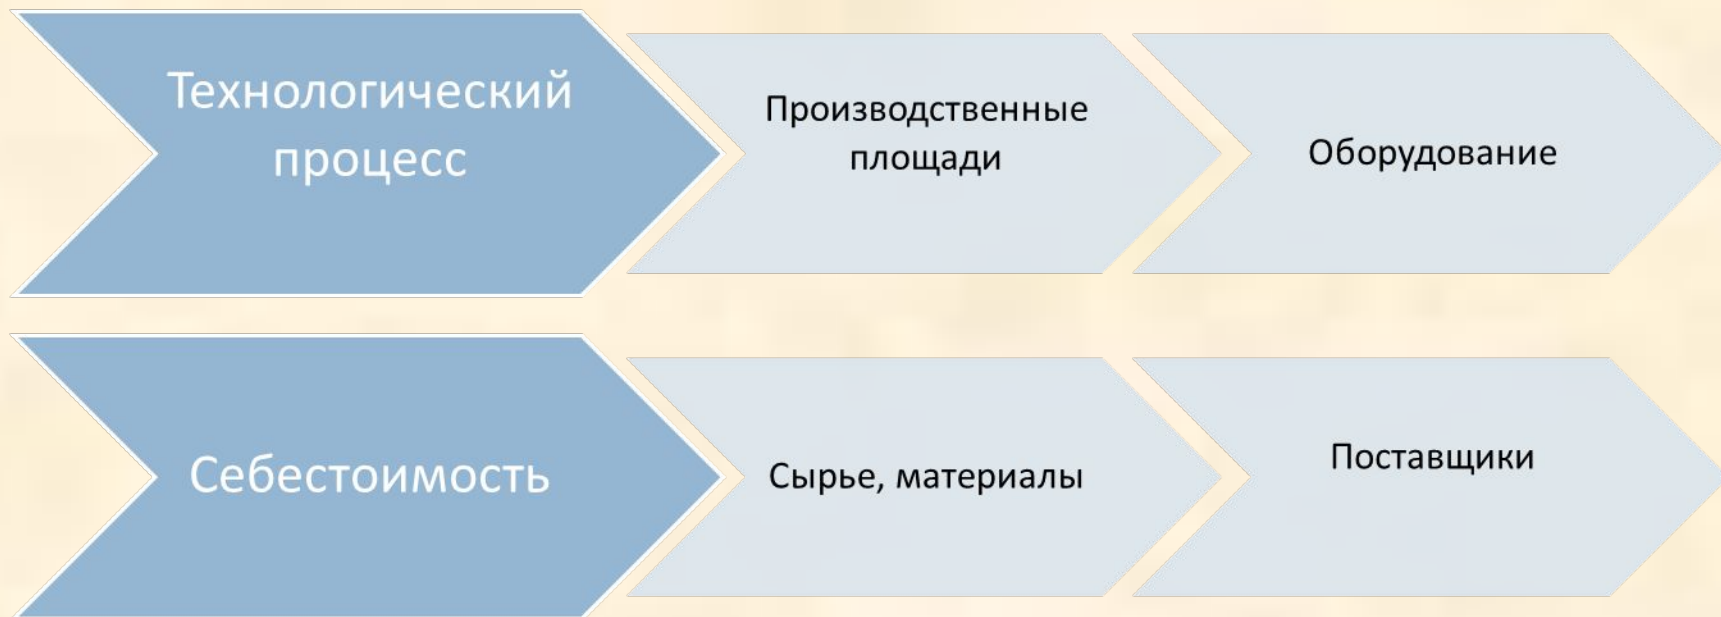 Технологический
процесс
Производственные
площади
Оборудование
Себестоимость
Сырье, материалы
Поставщики